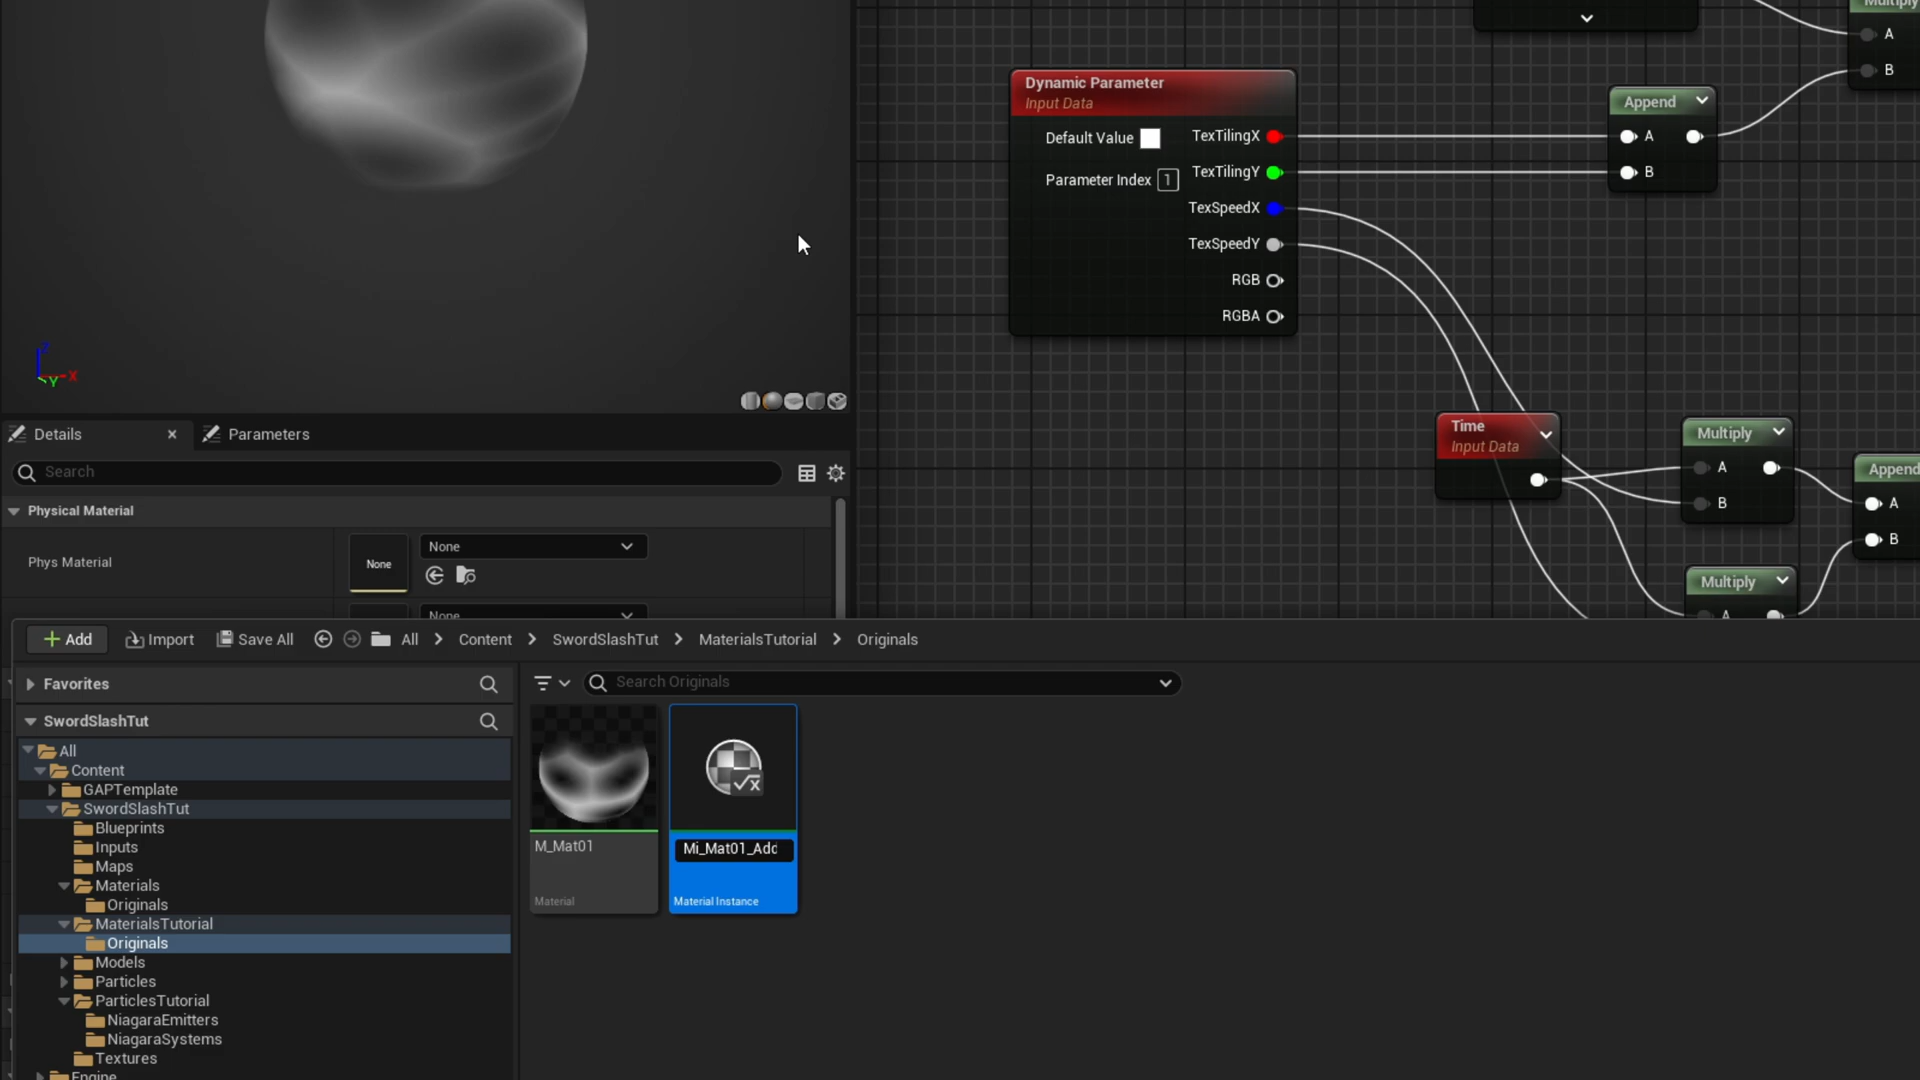 Multiply
A
B
Dynamic Parameter
Input Data
Default Value
TexTilingX
Parameter Index 1
TexTilingY
TexSpeedX
TexSpeedY
RGB
RGBA
Append
A
B
Time
Input Data
Multiply
A
B
Append
A
B
Multiply
A
Z
Y
X
Details
Parameters
Search
Physical Material
Phys Material
None
None
None
Add
Import
Save All
All > Content > SwordSlashTut > MaterialsTutorial > Originals
Favorites
Search Originals
SwordSlashTut
All
Content
GAPTemplate
SwordSlashTut
Blueprints
Inputs
Maps
Materials
Originals
MaterialsTutorial
Originals
Models
Particles
ParticlesTutorial
NiagaraEmitters
NiagaraSystems
Textures
Engine
M_Mat01
Material
Mi_Mat01_Add
Material Instance